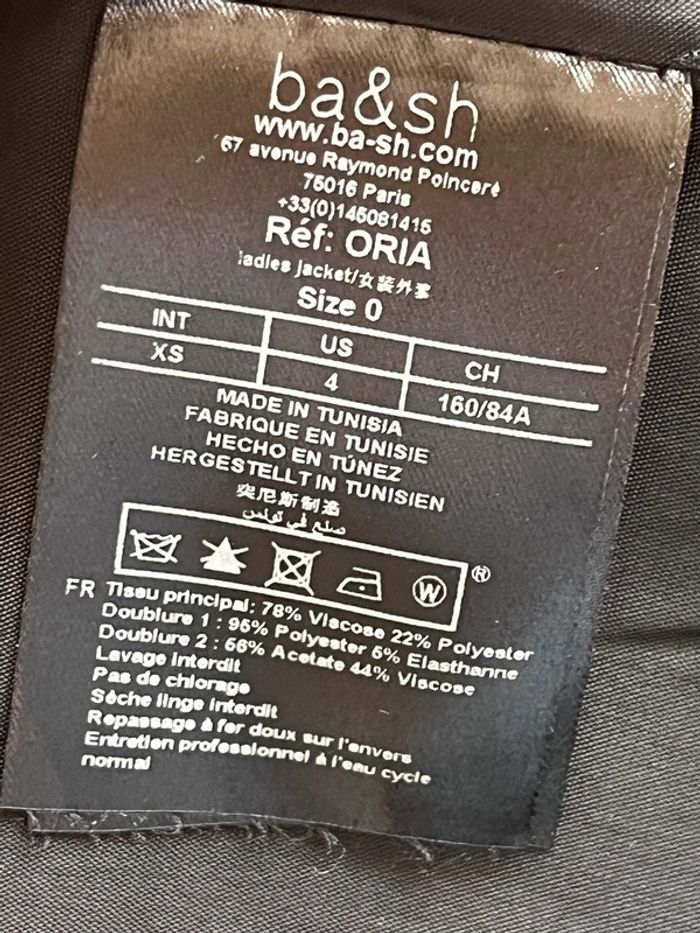 ba&sh
www.ba-sh.com
67 avenue Raymond Poincaré
75016 Paris
+33(0)145081415
Réf: ORIA
ladies jacket/女装外套
Size 0
INT US CH
XS 4 160/84A
MADE IN TUNISIA
FABRIQUE EN TUNISIE
HECHO EN TÚNEZ
HERGESTELLT IN TUNISIEN
突尼斯制造
صنع في تونس
W ®
FR Tissu principal: 78% Viscose 22% Polyester
Doublure 1 : 95% Polyester 5% Elasthanne
Doublure 2 : 56% Acetate 44% Viscose
Lavage interdit
Pas de chlorage
Sèche linge interdit
Repassage à fer doux sur l'envers
Entretien professionnel à l'eau cycle
normal